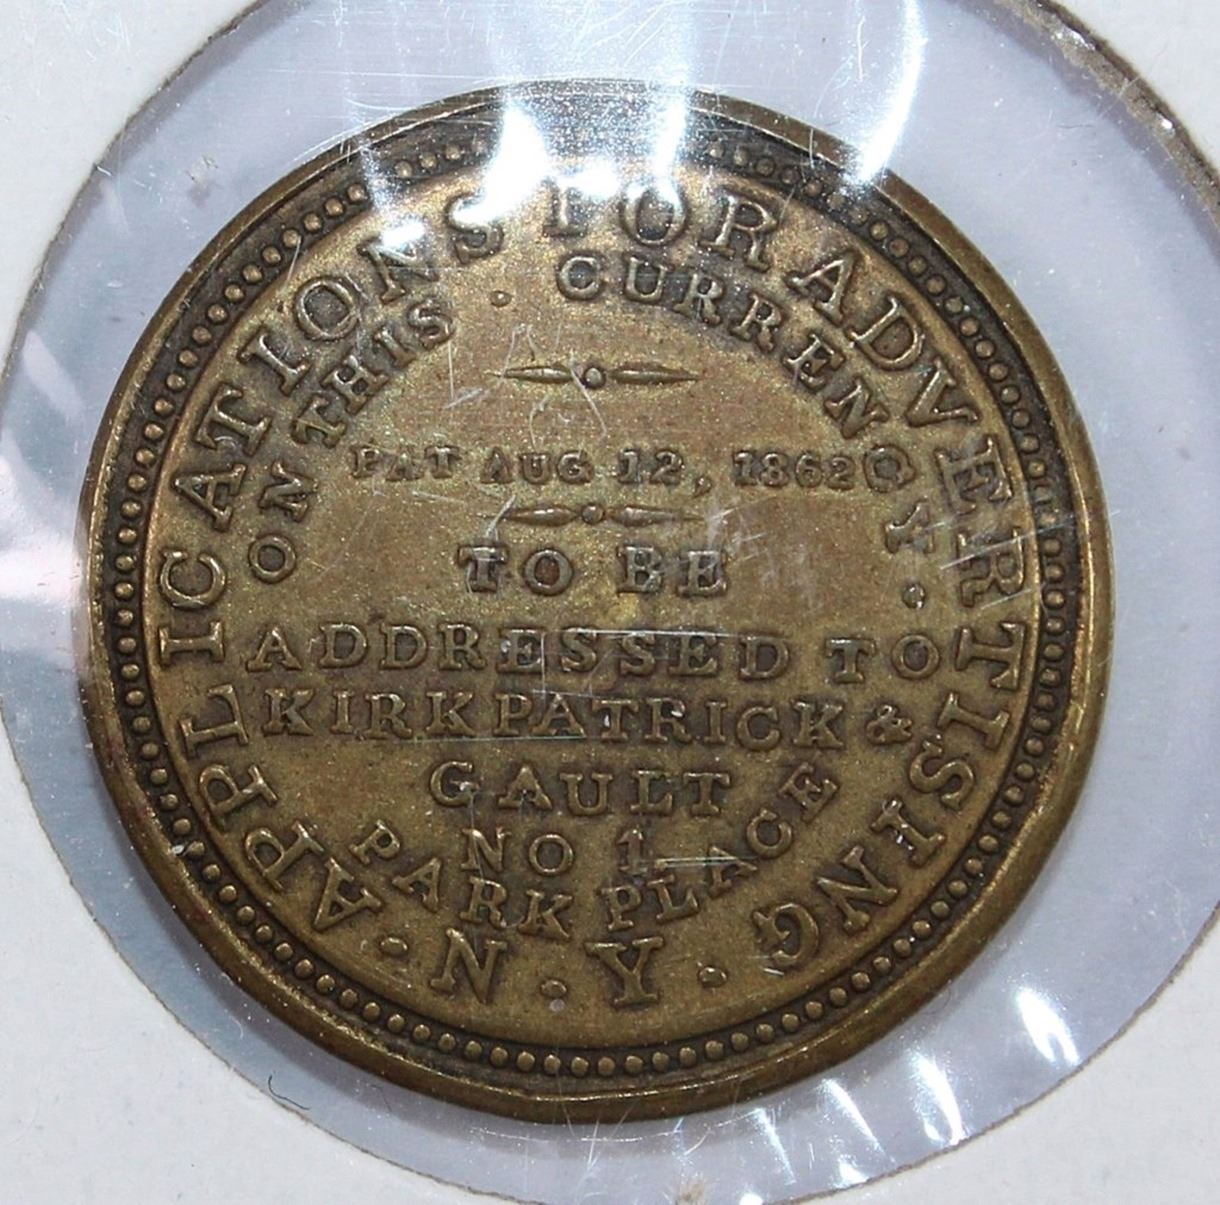 APPLICATIONS FOR ADVERTISING
ON THIS · CURRENCY ·
PAT AUG 12, 1862
TO BE
ADDRESSED TO
KIRKPATRICK &
GAULT
NO 1
PARK PLACE
· N · Y ·